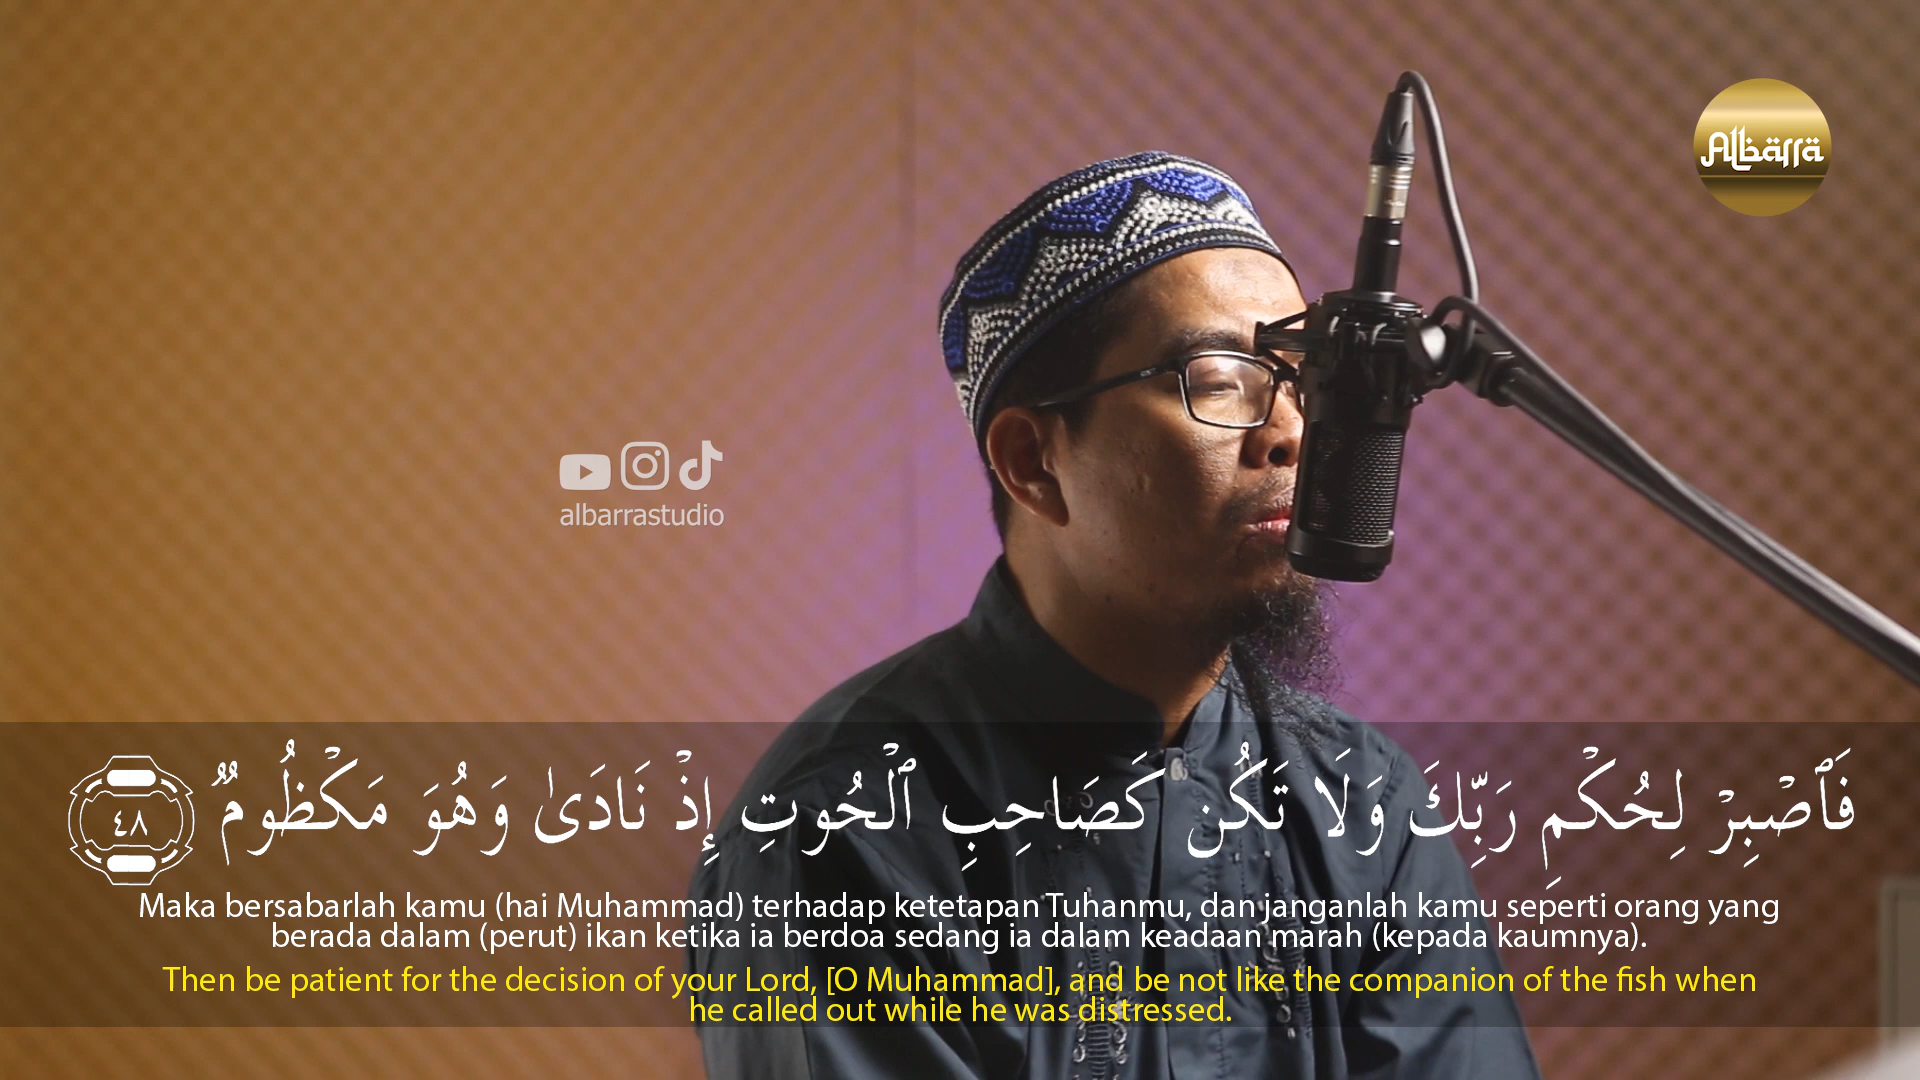 Albärrä
albarrastudio
فَٱصْبِرْ لِحُكْمِ رَبِّكَ وَلَا تَكُن كَصَاحِبِ ٱلْحُوتِ إِذْ نَادَىٰ وَهُوَ مَكْظُومٌ ٤٨
Maka bersabarlah kamu (hai Muhammad) terhadap ketetapan Tuhanmu, dan janganlah kamu seperti orang yang
berada dalam (perut) ikan ketika ia berdoa sedang ia dalam keadaan marah (kepada kaumnya).
Then be patient for the decision of your Lord, [O Muhammad], and be not like the companion of the fish when
he called out while he was distressed.